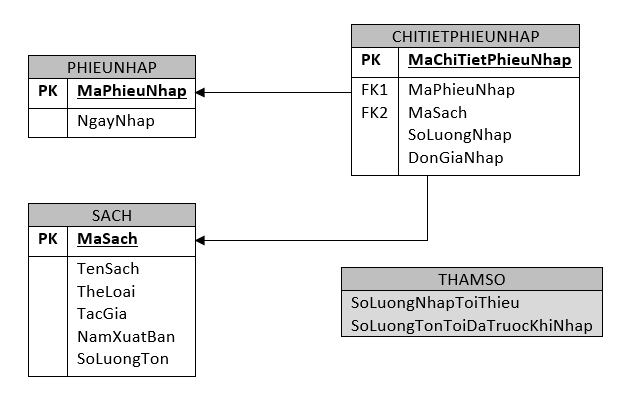 PHIEUNHAP
PK MaPhieuNhap
NgayNhap
CHITIETPHIEUNHAP
PK MaChiTietPhieuNhap
FK1 MaPhieuNhap
FK2 MaSach
SoLuongNhap
DonGiaNhap
SACH
PK MaSach
TenSach
TheLoai
TacGia
NamXuatBan
SoLuongTon
THAMSO
SoLuongNhapToiThieu
SoLuongTonToiDaTruocKhiNhap